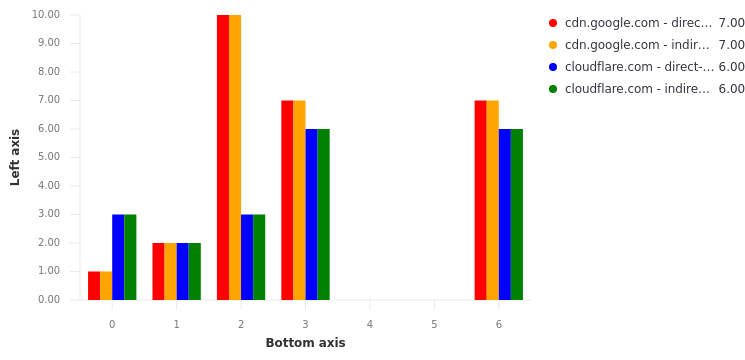 10.00
9.00
8.00
7.00
6.00
5.00
4.00
3.00
2.00
1.00
0.00
Left axis
0 1 2 3 4 5 6
Bottom axis
cdn.google.com - direc... 7.00
cdn.google.com - indir... 7.00
cloudflare.com - direct-... 6.00
cloudflare.com - indire... 6.00